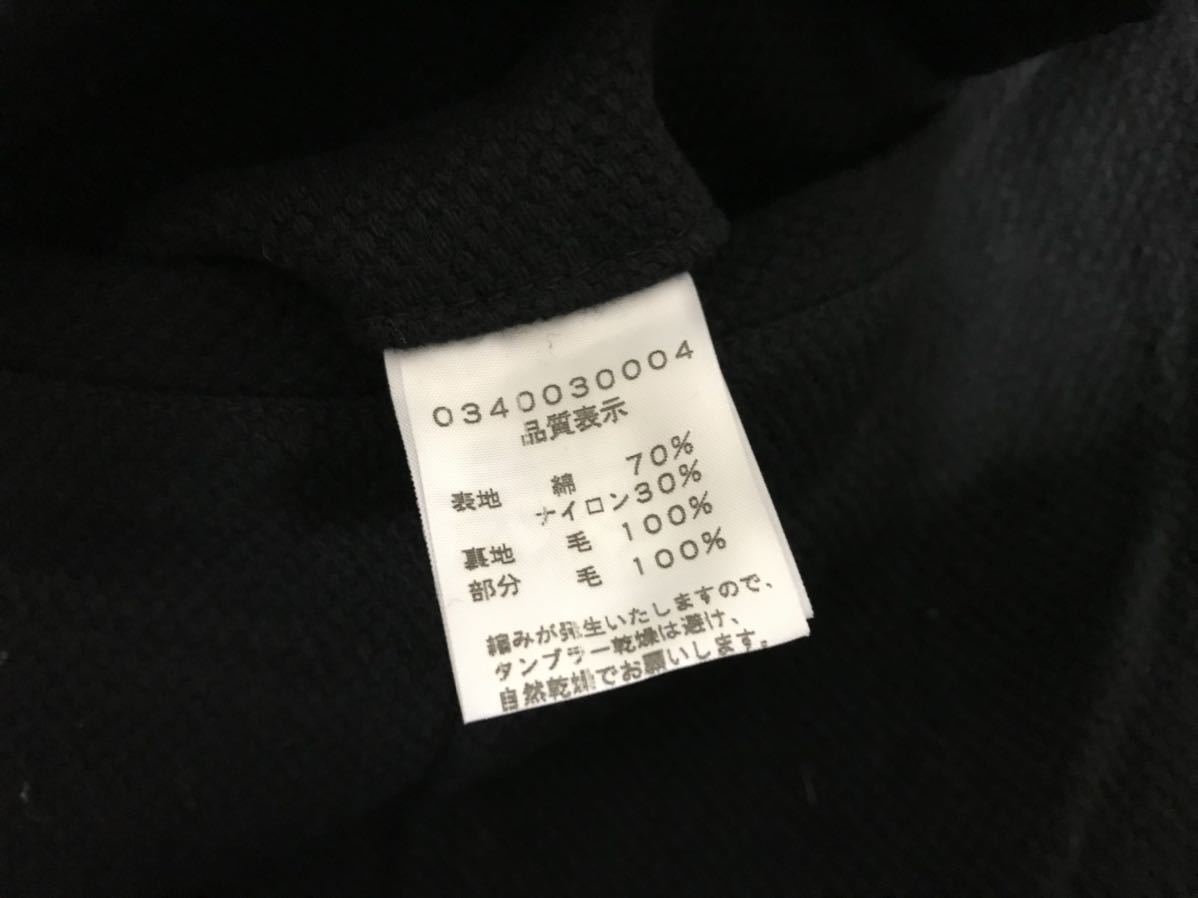 0340030004
品質表示
表地 綿 70%
ナイロン30%
裏地 毛 100%
部分 毛 100%
縮みが発生いたしますので、
タンブラー乾燥は避け、
自然乾燥でお願いします。